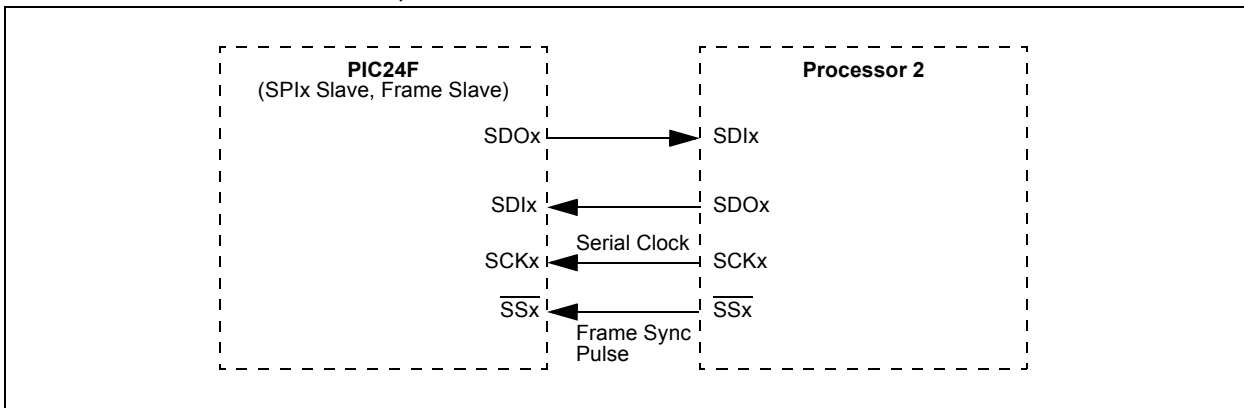 PIC24F
(SPIx Slave, Frame Slave)
Processor 2
SDOx
SDIx
SDIx
SDOx
Serial Clock
SCKx
SCKx
SSx
SSx
Frame Sync
Pulse